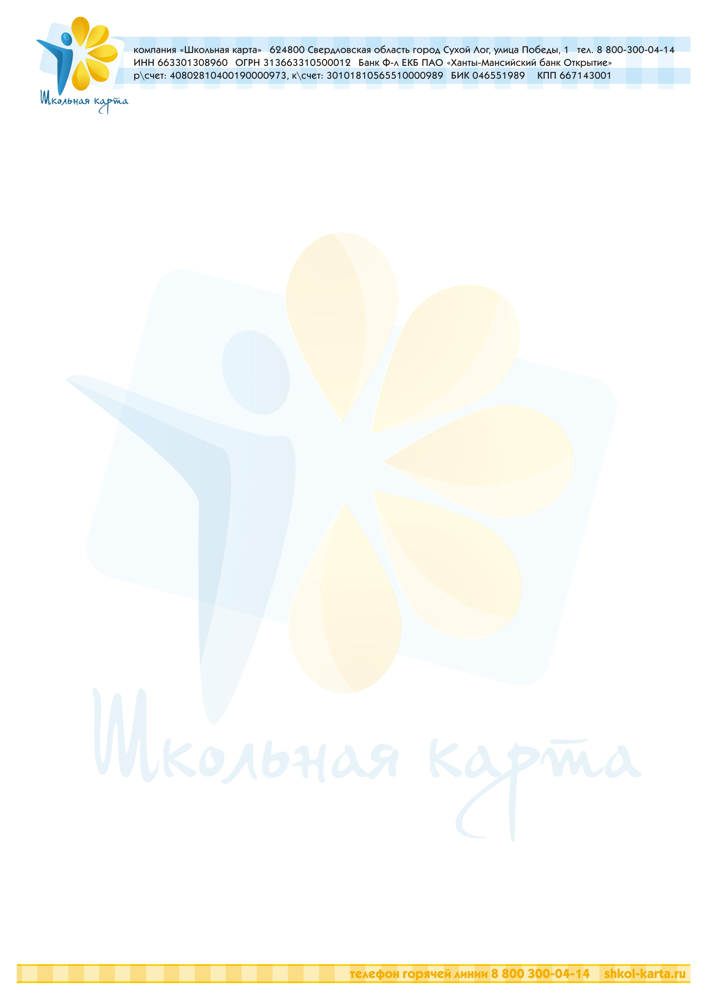 компания «Школьная карта» 624800 Свердловская область город Сухой Лог, улица Победы, 1 тел. 8 800-300-04-14
ИНН 663301308960 ОГРН 313663310500012 Банк Ф-л ЕКБ ПАО «Ханты-Мансийский банк Открытие»
р\счет: 40802810400190000973, к\счет: 30101810565510000989 БИК 046551989 КПП 667143001
Школьная карта
Школьная карта
телефон горячей линии 8 800 300-04-14 shkol-karta.ru